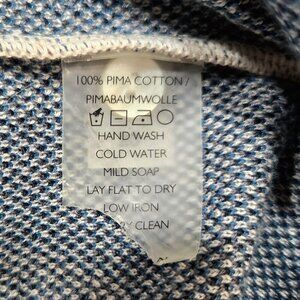 100% PIMA COTTON /
PIMABAUMWOLLE
HAND WASH
COLD WATER
MILD SOAP
LAY FLAT TO DRY
LOW IRON
CLEAN